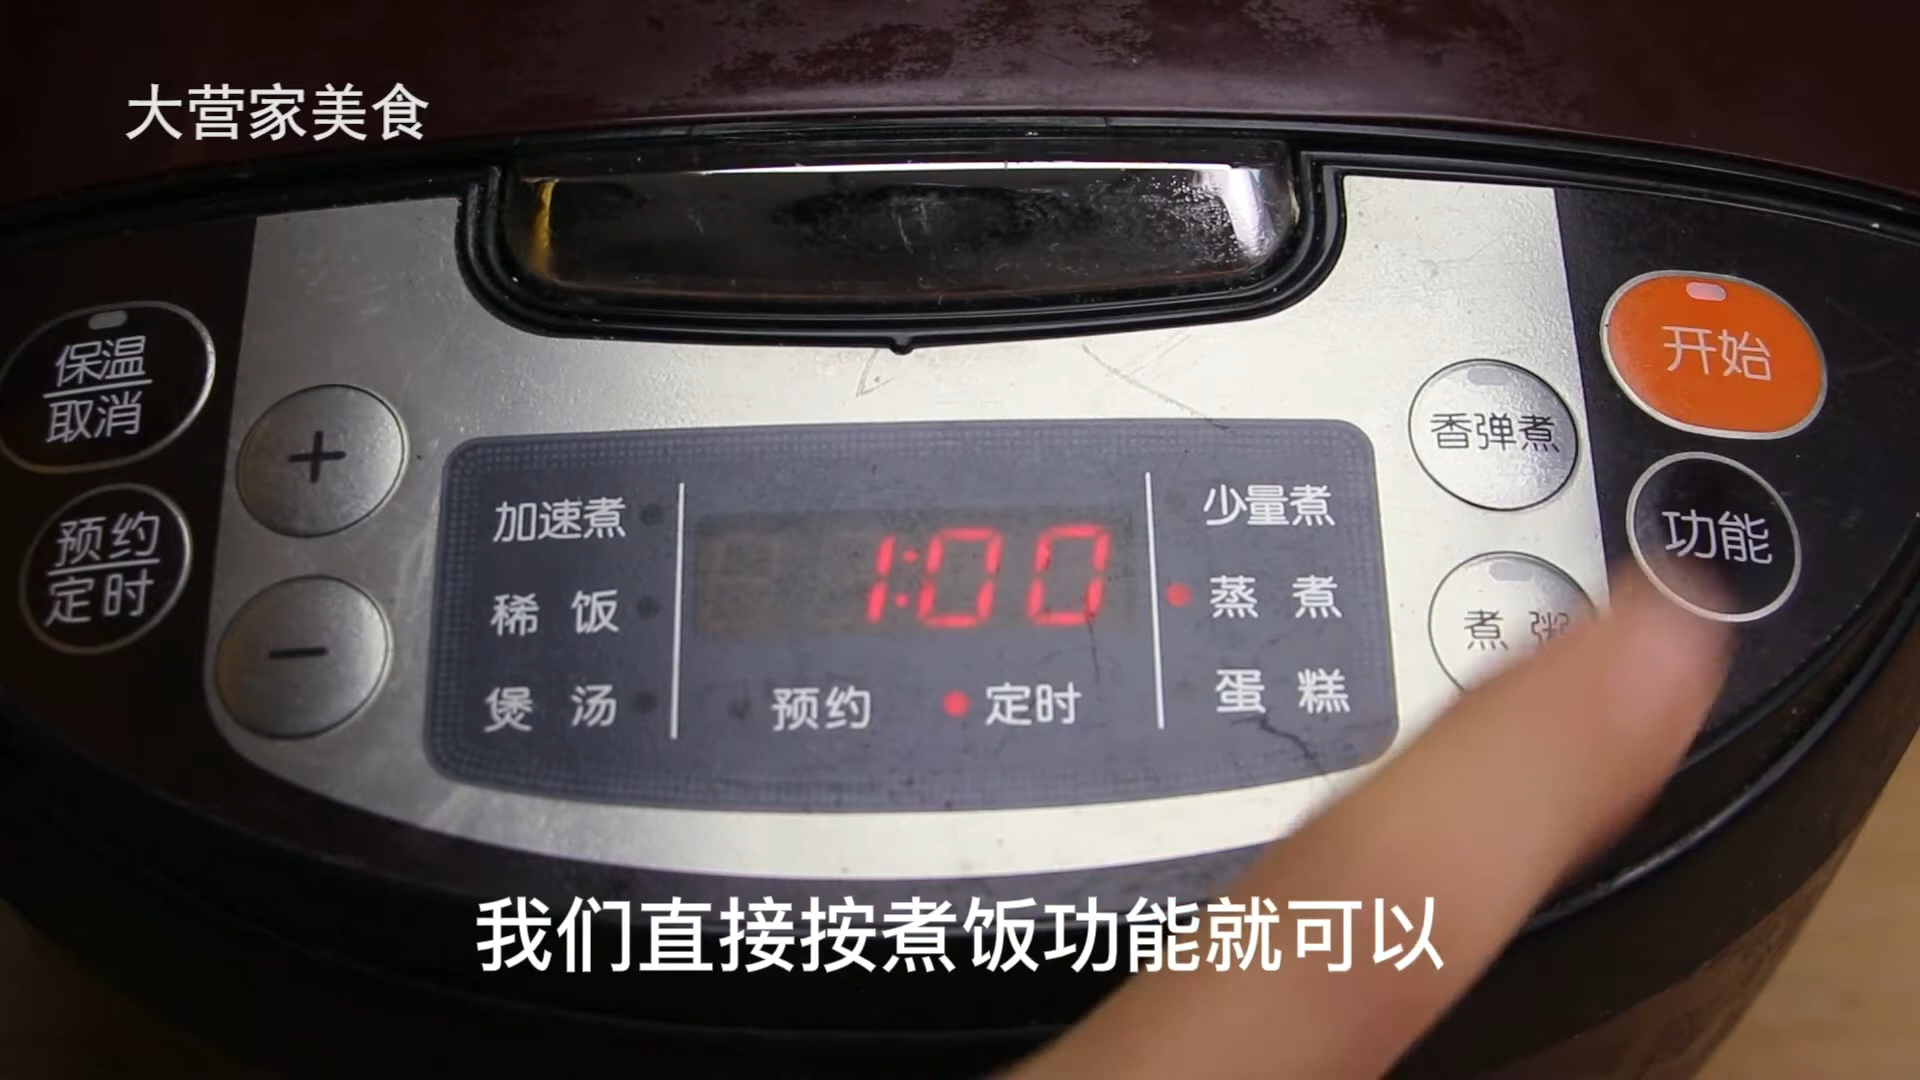 大营家美食
保温
取消
预约
定时
+
-
加速煮
稀饭
煲汤
1:00
预约
定时
少量煮
蒸煮
蛋糕
香弹煮
煮粥
开始
功能
我们直接按煮饭功能就可以